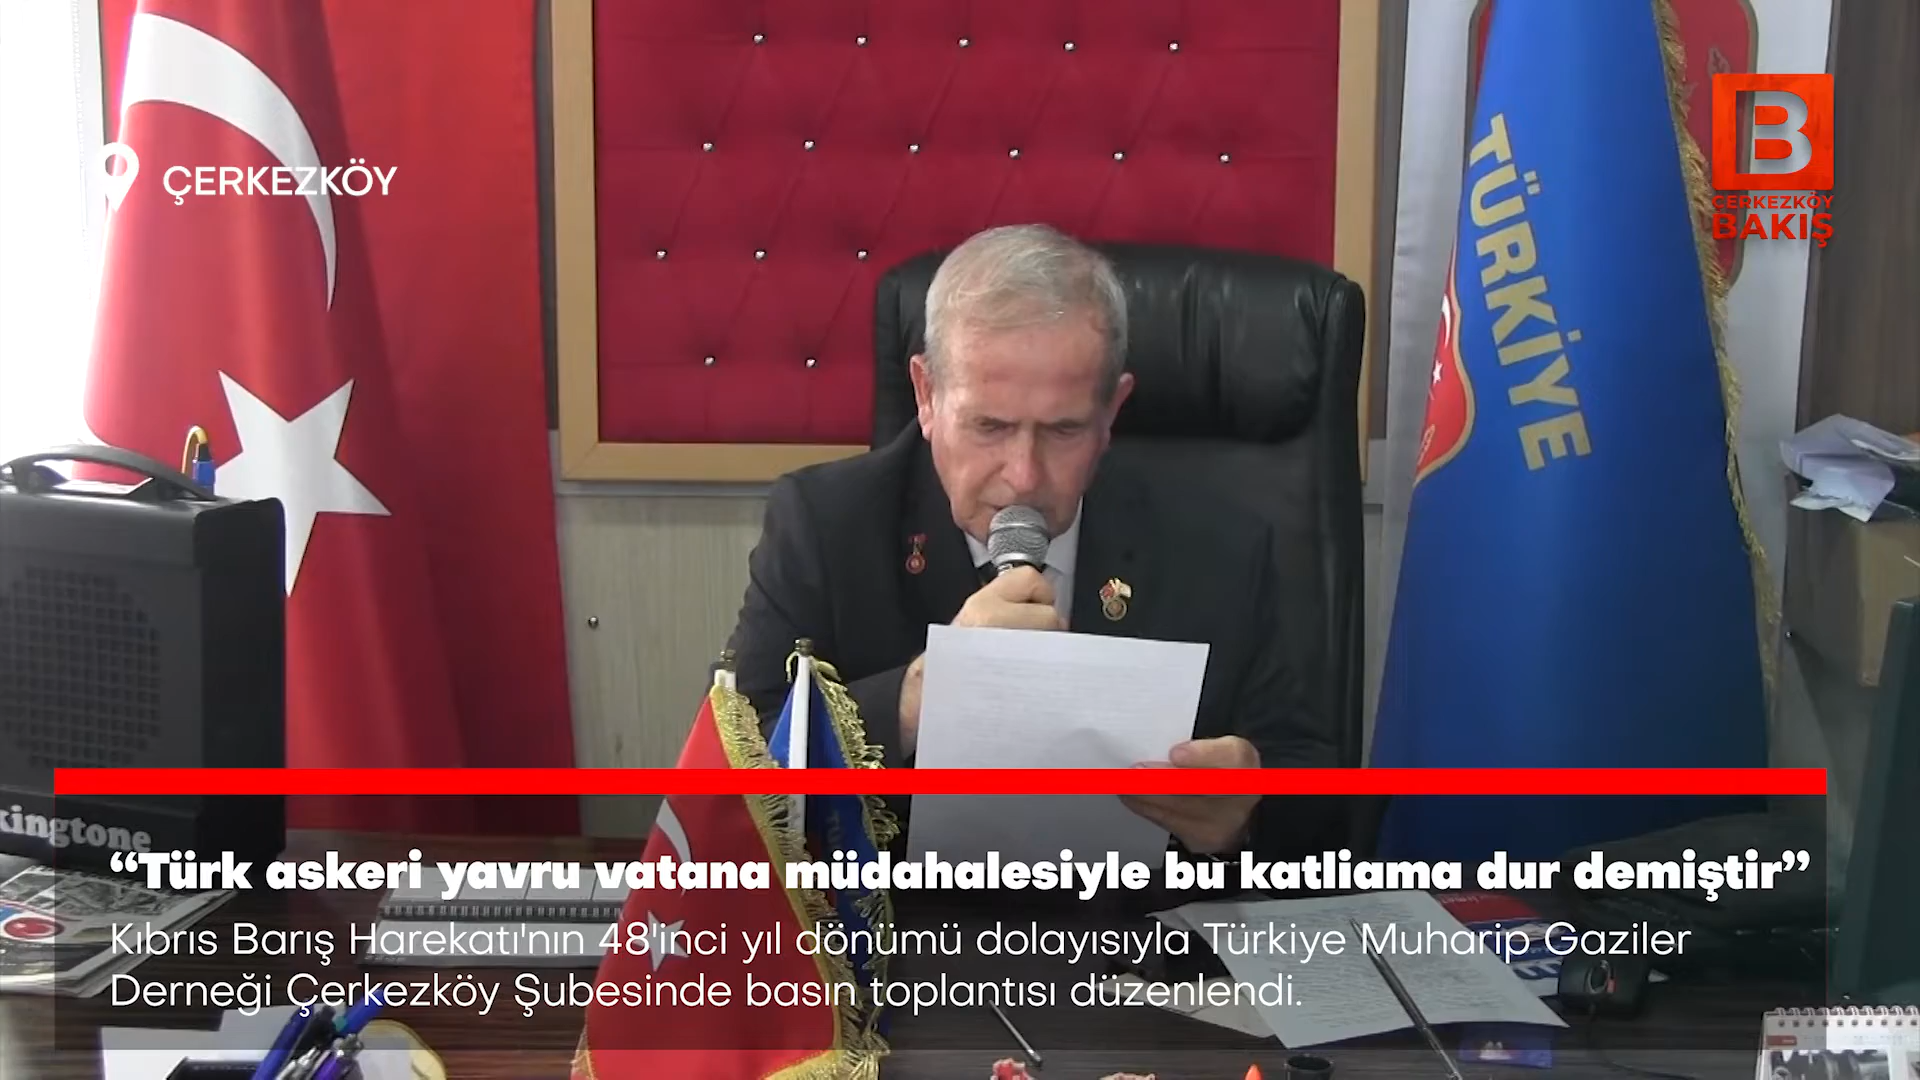 ÇERKEZKÖY
B
ÇERKEZKÖY
BAKIŞ
TÜRKİYE
kingtone
“Türk askeri yavru vatana müdahalesiyle bu katliama dur demiştir”
Kıbrıs Barış Harekatı'nın 48'inci yıl dönümü dolayısıyla Türkiye Muharip Gaziler
Derneği Çerkezköy Şubesinde basın toplantısı düzenlendi.